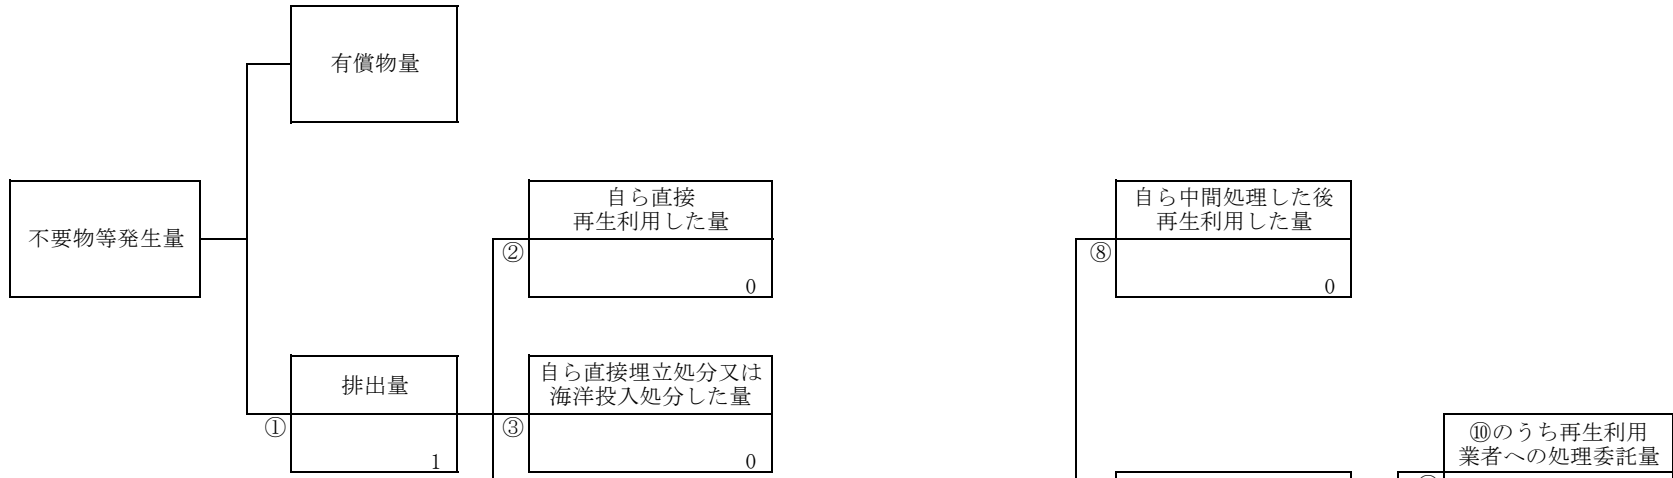 有償物量
不要物等発生量
自ら直接
再生利用した量
②
0
自ら中間処理した後
再生利用した量
⑧
0
排出量
①
1
自ら直接埋立処分又は
海洋投入処分した量
③
0
⑩のうち再生利用
業者への処理委託量